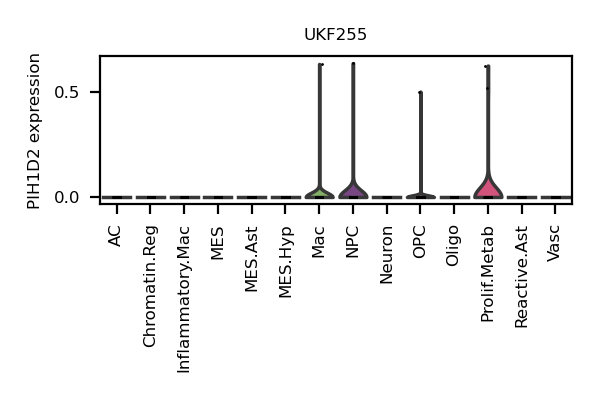 UKF255
PIH1D2 expression
0.5
0.0
AC
Chromatin.Reg
Inflammatory.Mac
MES
MES.Ast
MES.Hyp
Mac
NPC
Neuron
OPC
Oligo
Prolif.Metab
Reactive.Ast
Vasc